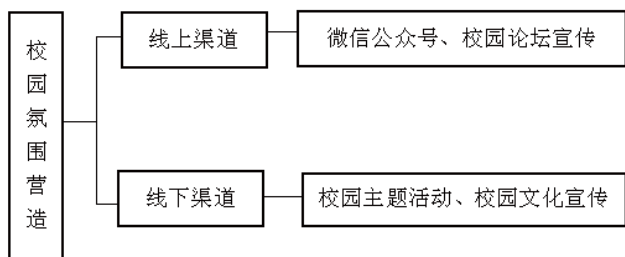 校园氛围营造
线上渠道
微信公众号、校园论坛宣传
线下渠道
校园主题活动、校园文化宣传